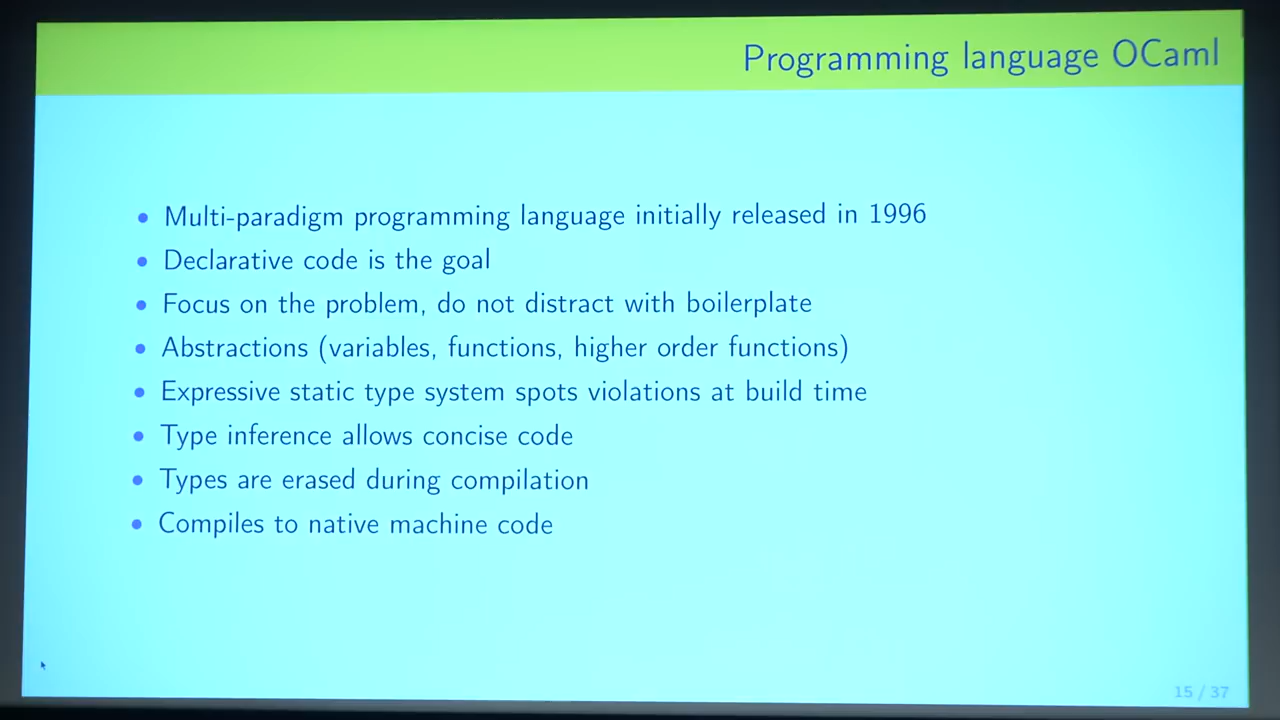 Programming language OCaml
• Multi-paradigm programming language initially released in 1996
• Declarative code is the goal
• Focus on the problem, do not distract with boilerplate
• Abstractions (variables, functions, higher order functions)
• Expressive static type system spots violations at build time
• Type inference allows concise code
• Types are erased during compilation
• Compiles to native machine code
15 / 37